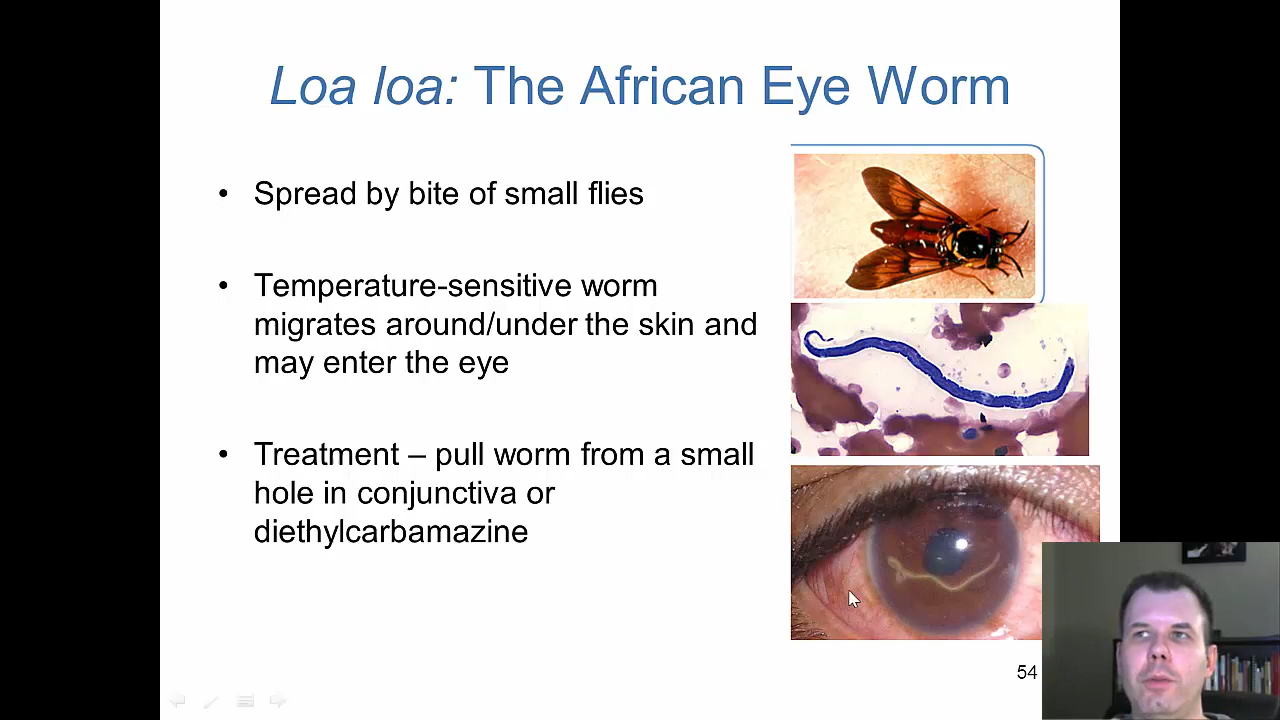 Loa loa: The African Eye Worm
• Spread by bite of small flies
• Temperature-sensitive worm
migrates around/under the skin and
may enter the eye
• Treatment – pull worm from a small
hole in conjunctiva or
diethylcarbamazine
54